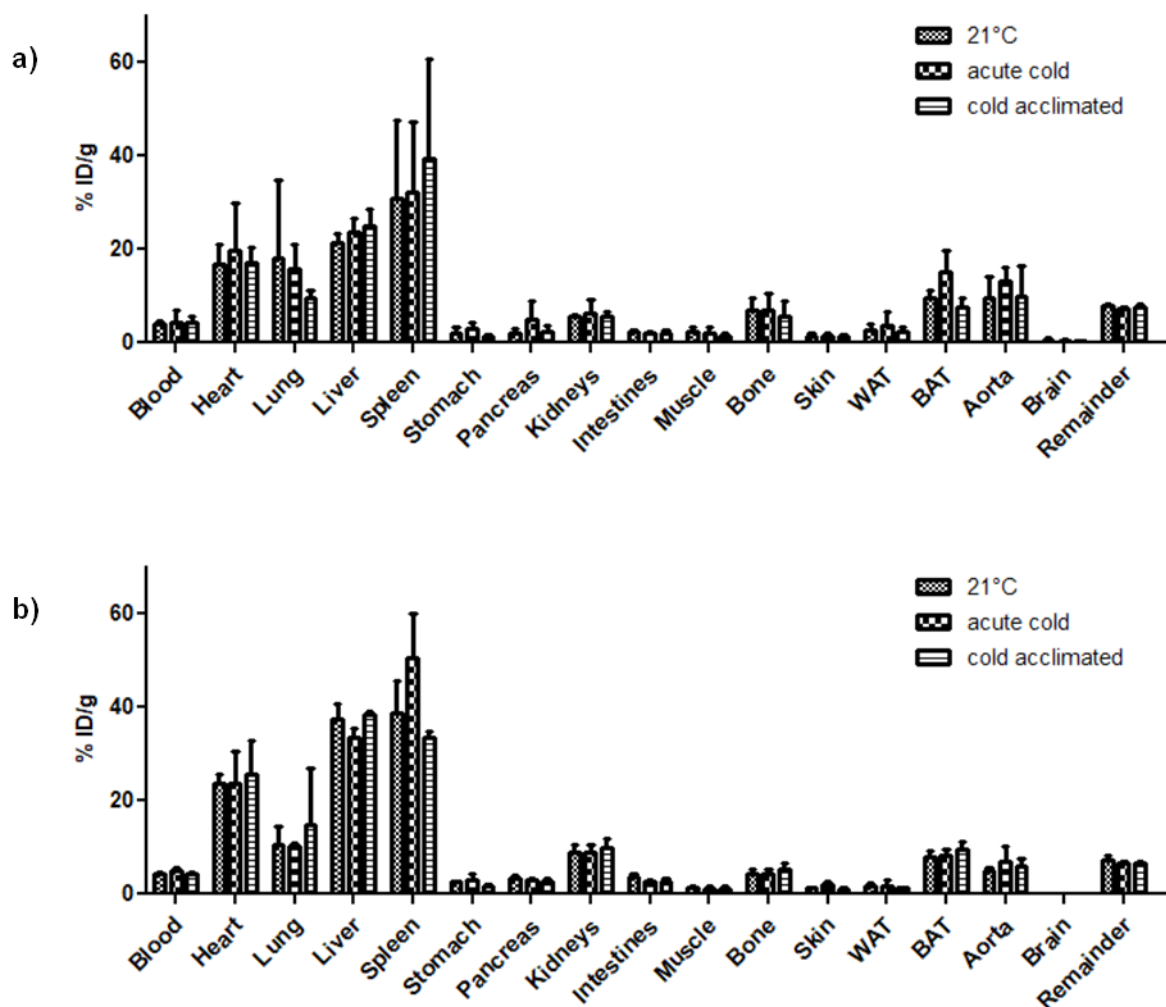 a)
% ID/g
60
40
20
0
21°C
acute cold
cold acclimated
Blood
Heart
Lung
Liver
Spleen
Stomach
Pancreas
Kidneys
Intestines
Muscle
Bone
Skin
WAT
BAT
Aorta
Brain
Remainder
b)
% ID/g
60
40
20
0
21°C
acute cold
cold acclimated
Blood
Heart
Lung
Liver
Spleen
Stomach
Pancreas
Kidneys
Intestines
Muscle
Bone
Skin
WAT
BAT
Aorta
Brain
Remainder